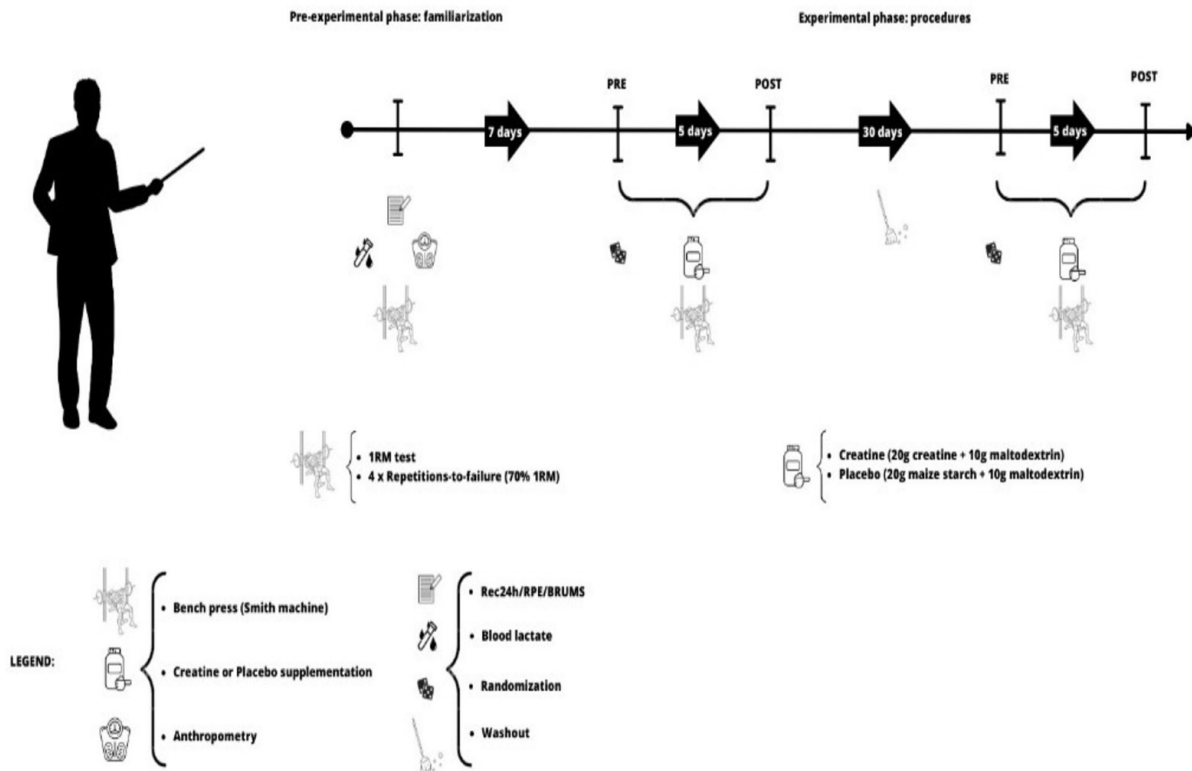 Pre-experimental phase: familiarization
Experimental phase: procedures
PRE
POST
PRE
POST
7 days
5 days
30 days
5 days
• 1RM test
• 4 x Repetitions-to-failure (70% 1RM)
• Creatine (20g creatine + 10g maltodextrin)
• Placebo (20g maize starch + 10g maltodextrin)
LEGEND:
• Bench press (Smith machine)
• Creatine or Placebo supplementation
• Anthropometry
• Rec24h/RPE/BRUMS
• Blood lactate
• Randomization
• Washout